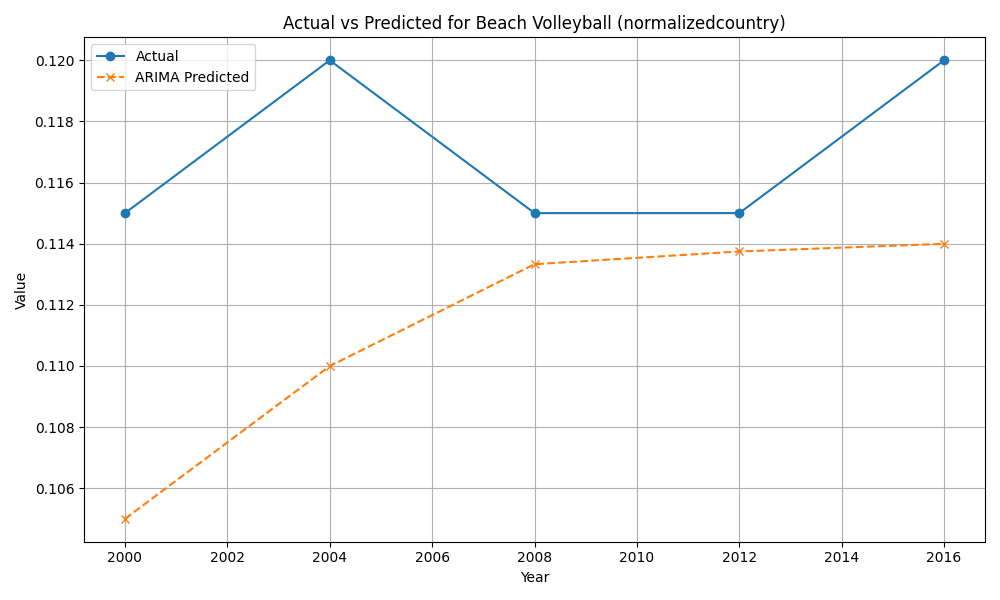 Actual vs Predicted for Beach Volleyball (normalizedcountry)
Actual
ARIMA Predicted
Value
0.120
0.118
0.116
0.114
0.112
0.110
0.108
0.106
2000 2002 2004 2006 2008 2010 2012 2014 2016
Year